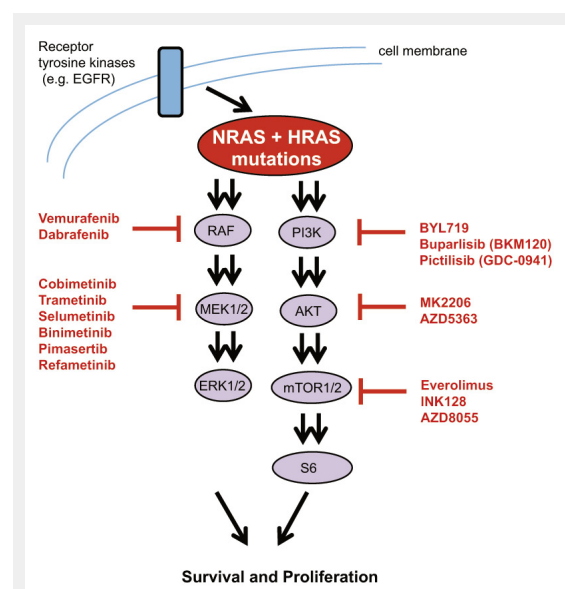 Receptor
tyrosine kinases
(e.g. EGFR)
cell membrane
NRAS + HRAS
mutations
Vemurafenib
Dabrafenib
RAF
PI3K
BYL719
Buparlisib (BKM120)
Pictilisib (GDC-0941)
Cobimetinib
Trametinib
Selumetinib
Binimetinib
Pimasertib
Refametinib
MEK1/2
AKT
MK2206
AZD5363
ERK1/2
mTOR1/2
Everolimus
INK128
AZD8055
S6
Survival and Proliferation